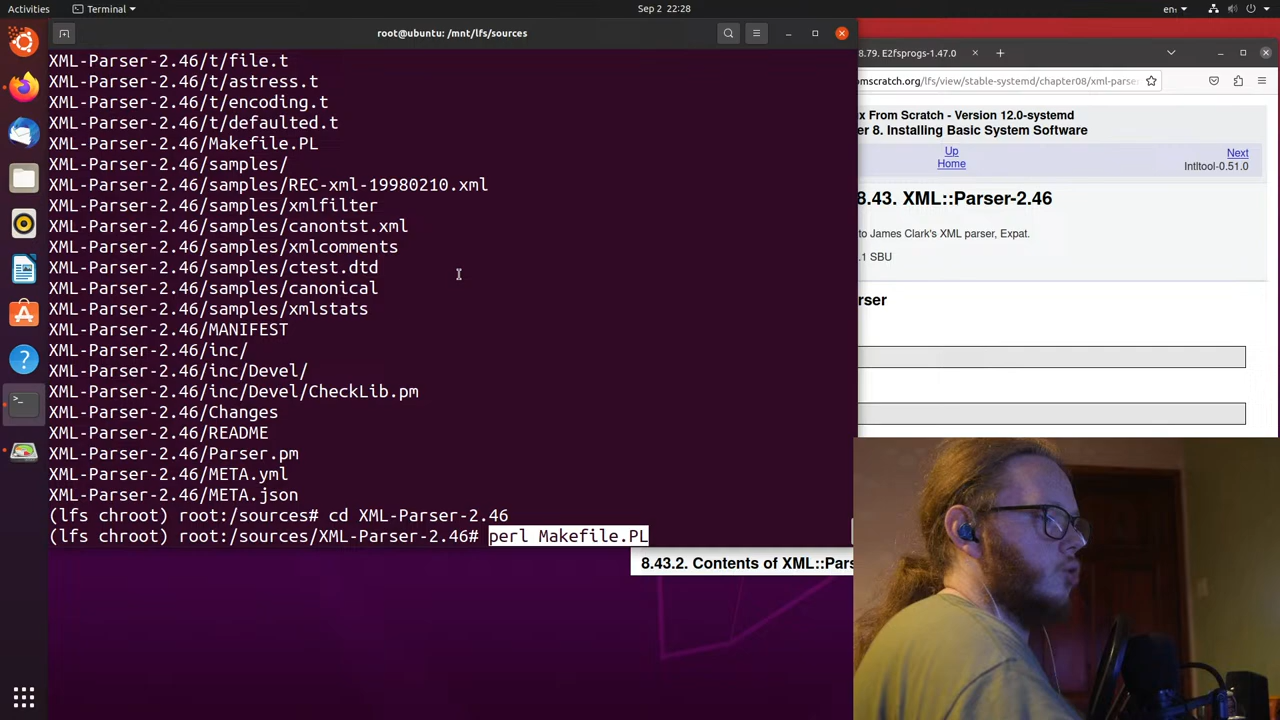 Activities
Terminal
Sep 2 22:28
en
root@ubuntu: /mnt/lfs/sources
XML-Parser-2.46/t/file.t
XML-Parser-2.46/t/astress.t
XML-Parser-2.46/t/encoding.t
XML-Parser-2.46/t/defaulted.t
XML-Parser-2.46/Makefile.PL
XML-Parser-2.46/samples/
XML-Parser-2.46/samples/REC-xml-19980210.xml
XML-Parser-2.46/samples/xmlfilter
XML-Parser-2.46/samples/canontst.xml
XML-Parser-2.46/samples/xmlcomments
XML-Parser-2.46/samples/ctest.dtd
XML-Parser-2.46/samples/canonical
XML-Parser-2.46/samples/xmlstats
XML-Parser-2.46/MANIFEST
XML-Parser-2.46/inc/
XML-Parser-2.46/inc/Devel/
XML-Parser-2.46/inc/Devel/CheckLib.pm
XML-Parser-2.46/Changes
XML-Parser-2.46/README
XML-Parser-2.46/Parser.pm
XML-Parser-2.46/META.yml
XML-Parser-2.46/META.json
(lfs chroot) root:/sources# cd XML-Parser-2.46
(lfs chroot) root:/sources/XML-Parser-2.46# perl Makefile.PL
8.79. E2fsprogs-1.47.0
omscratch.org/lfs/view/stable-systemd/chapter08/xml-parse
x From Scratch - Version 12.0-systemd
er 8. Installing Basic System Software
Up
Home
Next
Intltool-0.51.0
8.43. XML::Parser-2.46
to James Clark's XML parser, Expat.
.1 SBU
rser
8.43.2. Contents of XML::Pars